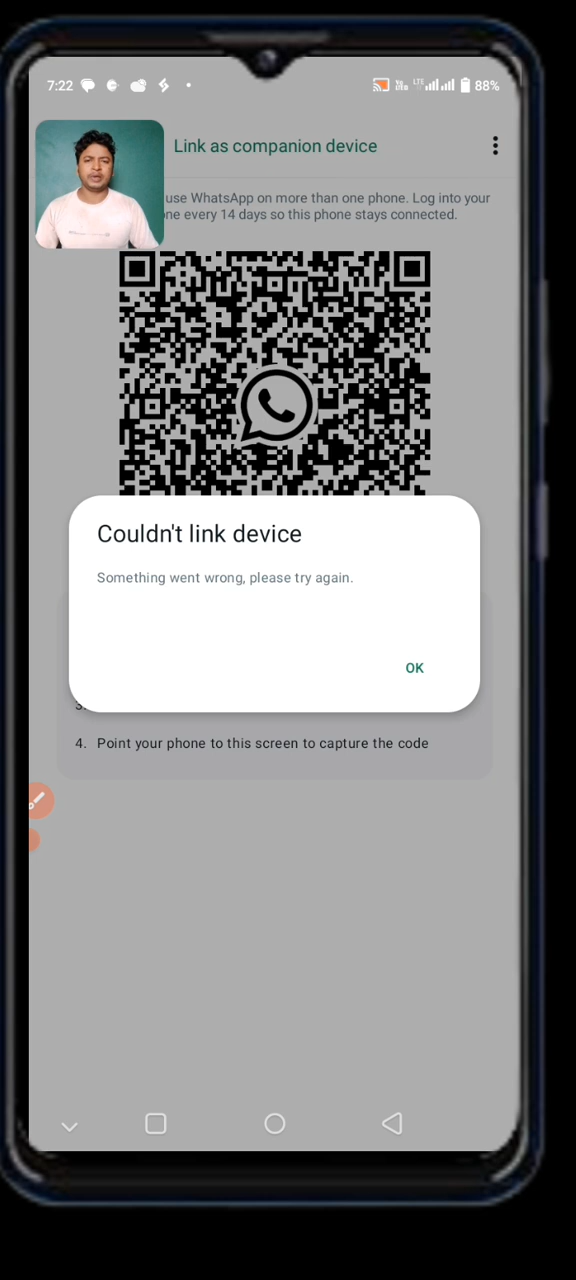 7:22
88%
Link as companion device
use WhatsApp on more than one phone. Log into your
one every 14 days so this phone stays connected.
Couldn't link device
Something went wrong, please try again.
OK
3.
4. Point your phone to this screen to capture the code